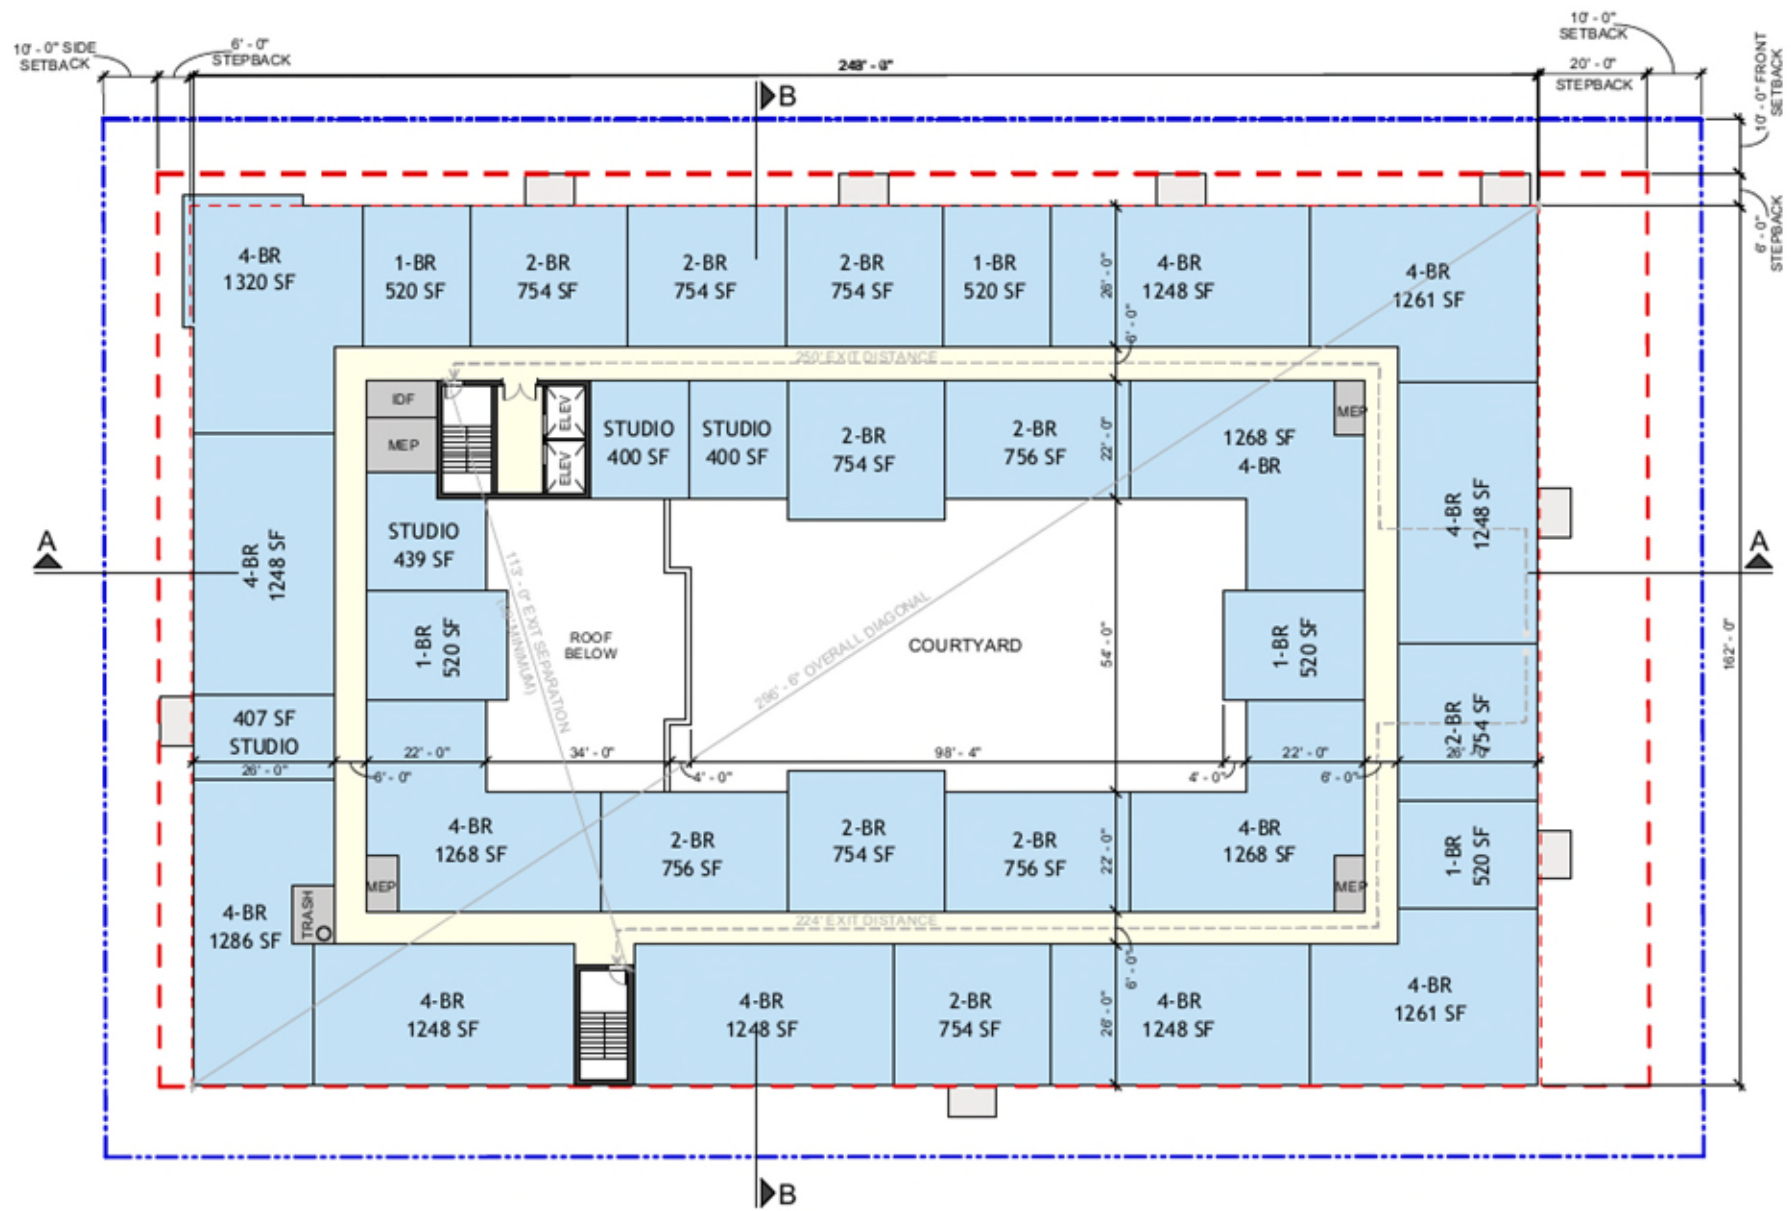 10' - 0" SIDE
SETBACK
6' - 0"
STEPBACK
248' - 0"
10' - 0"
SETBACK
20' - 0"
STEPBACK
10' - 0" FRONT
SETBACK
6' - 0"
STEPBACK
B
4-BR
1320 SF
1-BR
520 SF
2-BR
754 SF
2-BR
754 SF
2-BR
754 SF
1-BR
520 SF
26' - 0"
4-BR
1248 SF
4-BR
1261 SF
6' - 0"
250' EXIT DISTANCE
IDF
MEP
ELEV
ELEV
STUDIO
400 SF
STUDIO
400 SF
2-BR
754 SF
2-BR
756 SF
22' - 0"
1268 SF
4-BR
MEP
4-BR
1248 SF
STUDIO
439 SF
4-BR
1248 SF
A
A
113' - 0" EXIT SEPARATION
MINIMUM)
1-BR
520 SF
ROOF
BELOW
296' - 6" OVERALL DIAGONAL
COURTYARD
54' - 0"
1-BR
520 SF
162' - 0"
407 SF
STUDIO
2-BR
754 SF
26' - 0"
6' - 0"
22' - 0"
34' - 0"
4' - 0"
98' - 4"
4' - 0"
22' - 0"
6' - 0"
26' - 0"
4-BR
1268 SF
2-BR
756 SF
2-BR
754 SF
2-BR
756 SF
22' - 0"
4-BR
1268 SF
1-BR
520 SF
MEP
MEP
4-BR
1286 SF
TRASH
224' EXIT DISTANCE
6' - 0"
4-BR
1248 SF
4-BR
1248 SF
2-BR
754 SF
26' - 0"
4-BR
1248 SF
4-BR
1261 SF
B